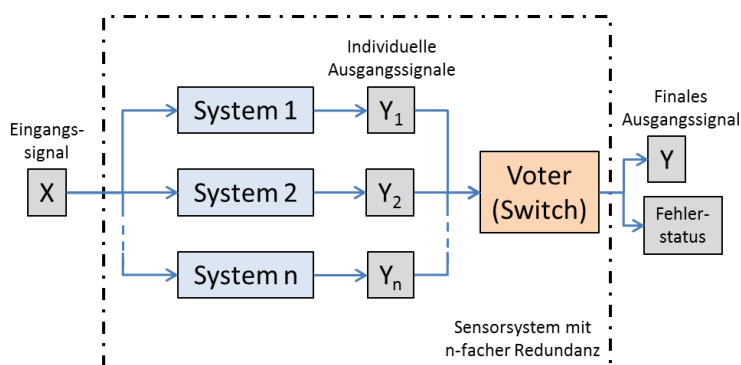 Individuelle
Ausgangssignale
Eingangs-
signal
X
System 1
Y1
System 2
Y2
System n
Yn
Voter
(Switch)
Finales
Ausgangssignal
Y
Fehler-
status
Sensorsystem mit
n-facher Redundanz